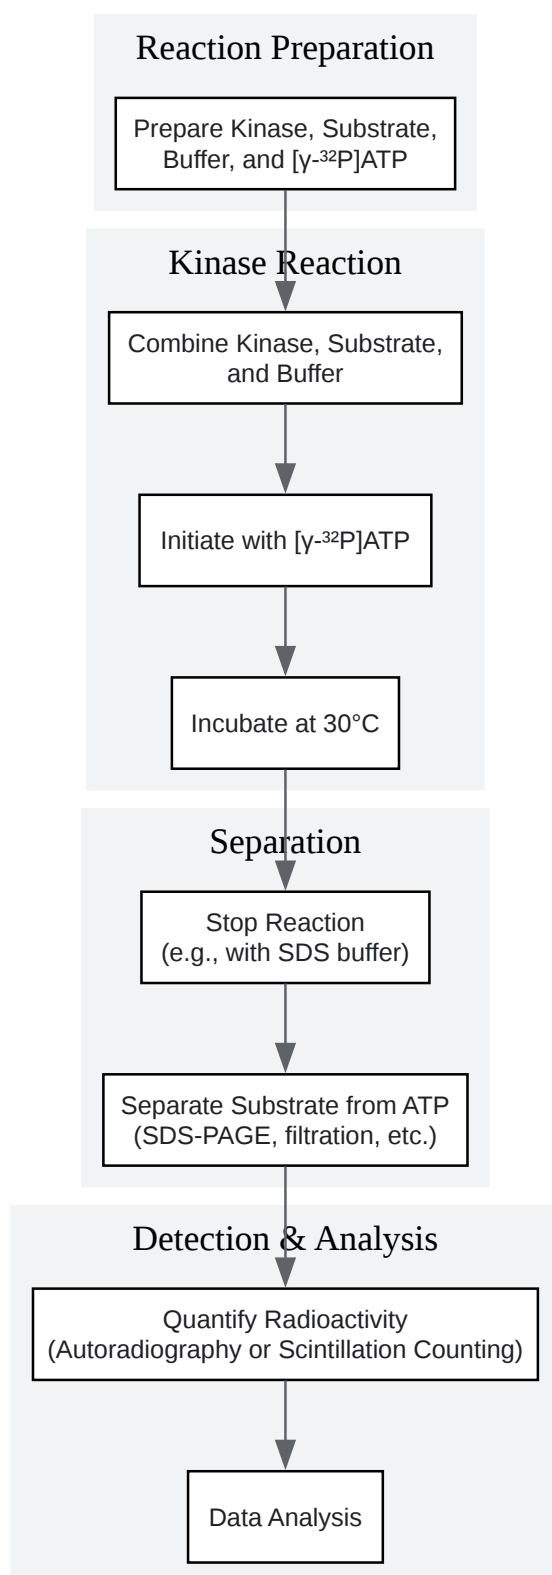 Reaction Preparation
Prepare Kinase, Substrate,
Buffer, and [γ-³²P]ATP
Kinase Reaction
Combine Kinase, Substrate,
and Buffer
Initiate with [γ-³²P]ATP
Incubate at 30°C
Separation
Stop Reaction
(e.g., with SDS buffer)
Separate Substrate from ATP
(SDS-PAGE, filtration, etc.)
Detection & Analysis
Quantify Radioactivity
(Autoradiography or Scintillation Counting)
Data Analysis